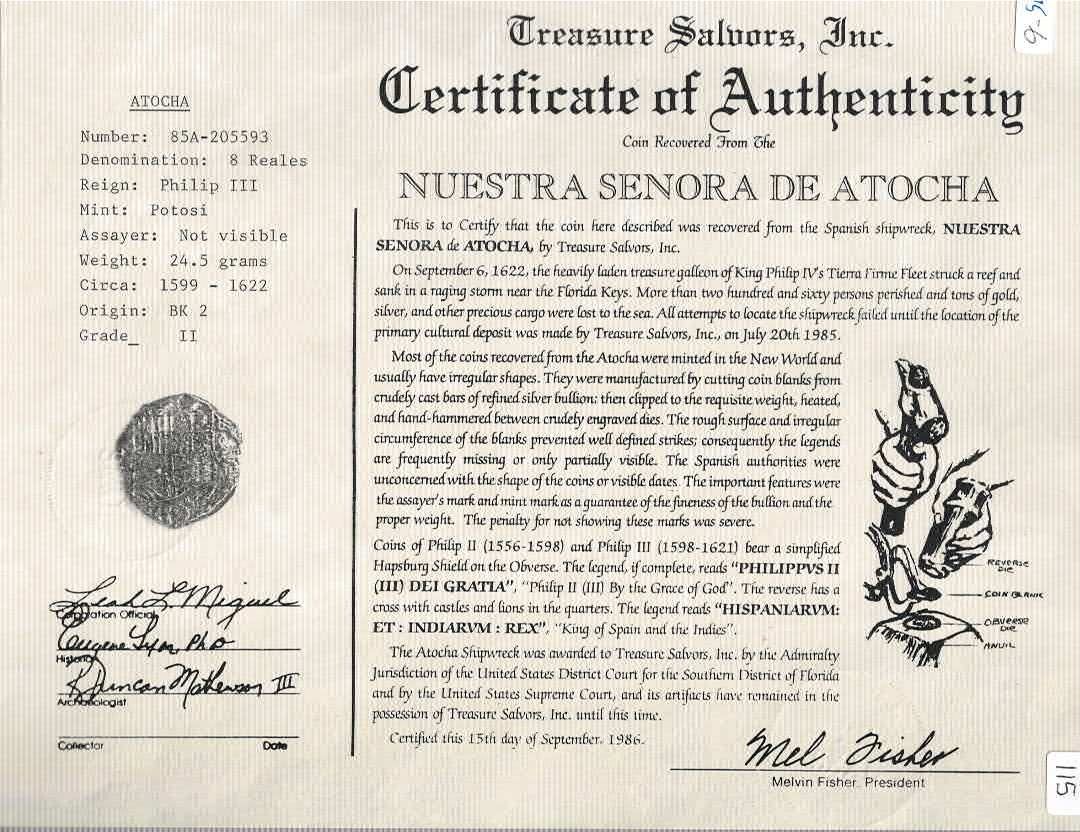 Treasure Salvors, Inc.
Certificate of Authenticity
Coin Recovered From The
NUESTRA SENORA DE ATOCHA
ATOCHA
Number: 85A-205593
Denomination: 8 Reales
Reign: Philip III
Mint: Potosi
Assayer: Not visible
Weight: 24.5 grams
Circa: 1599 - 1622
Origin: BK 2
Grade_ II
Leah L. Miguel
Corporation Official
Eugene Lyon, PhD
Historian
R Duncan Mathewson III
Archaeologist
Collector Date
This is to Certify that the coin here described was recovered from the Spanish shipwreck, NUESTRA
SENORA de ATOCHA, by Treasure Salvors, Inc.
On September 6, 1622, the heavily laden treasure galleon of King Philip IV's Tierra Firme Fleet struck a reef and
sank in a raging storm near the Florida Keys. More than two hundred and sixty persons perished and tons of gold,
silver, and other precious cargo were lost to the sea. All attempts to locate the shipwreck failed until the location of the
primary cultural deposit was made by Treasure Salvors, Inc., on July 20th 1985.
Most of the coins recovered from the Atocha were minted in the New World and
usually have irregular shapes. They were manufactured by cutting coin blanks from
crudely cast bars of refined silver bullion: then clipped to the requisite weight, heated,
and hand-hammered between crudely engraved dies. The rough surface and irregular
circumference of the blanks prevented well defined strikes; consequently the legends
are frequently missing or only partially visible. The Spanish authorities were
unconcerned with the shape of the coins or visible dates. The important features were
the assayer's mark and mint mark as a guarantee of the fineness of the bullion and the
proper weight. The penalty for not showing these marks was severe.
Coins of Philip II (1556-1598) and Philip III (1598-1621) bear a simplified
Hapsburg Shield on the Obverse. The legend, if complete, reads "PHILIPPVS II
(III) DEI GRATIA", "Philip II (III) By the Grace of God". The reverse has a
cross with castles and lions in the quarters. The legend reads "HISPANIARVM:
ET : INDIARVM : REX", "King of Spain and the Indies".
The Atocha Shipwreck was awarded to Treasure Salvors, Inc. by the Admiralty
Jurisdiction of the United States District Court for the Southern District of Florida
and by the United States Supreme Court, and its artifacts have remained in the
possession of Treasure Salvors, Inc. until this time.
Certified this 15th day of September, 1986.
REVERSE
DIE
COIN BLANK
OBVERSE
DIE
ANVIL
Mel Fisher
Melvin Fisher, President
115